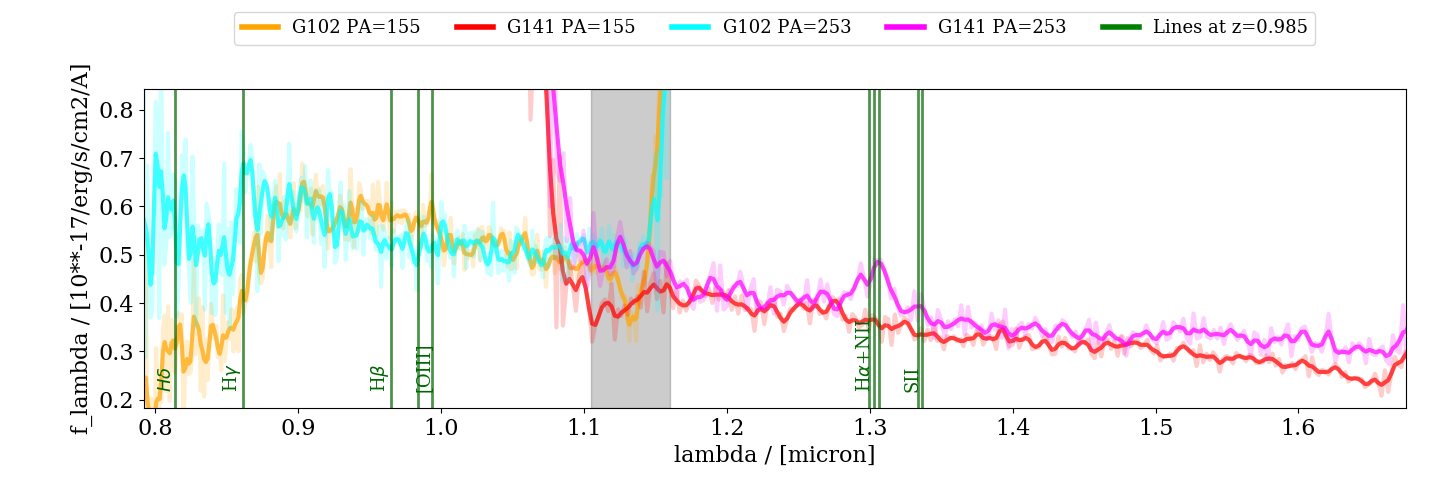 G102 PA=155 G141 PA=155 G102 PA=253 G141 PA=253 Lines at z=0.985
f_lambda / [10**-17/erg/s/cm2/A]
0.8
0.7
0.6
0.5
0.4
0.3
0.2
Hδ Hγ Hβ [OIII] Hα+NII SII
0.8 0.9 1.0 1.1 1.2 1.3 1.4 1.5 1.6
lambda / [micron]